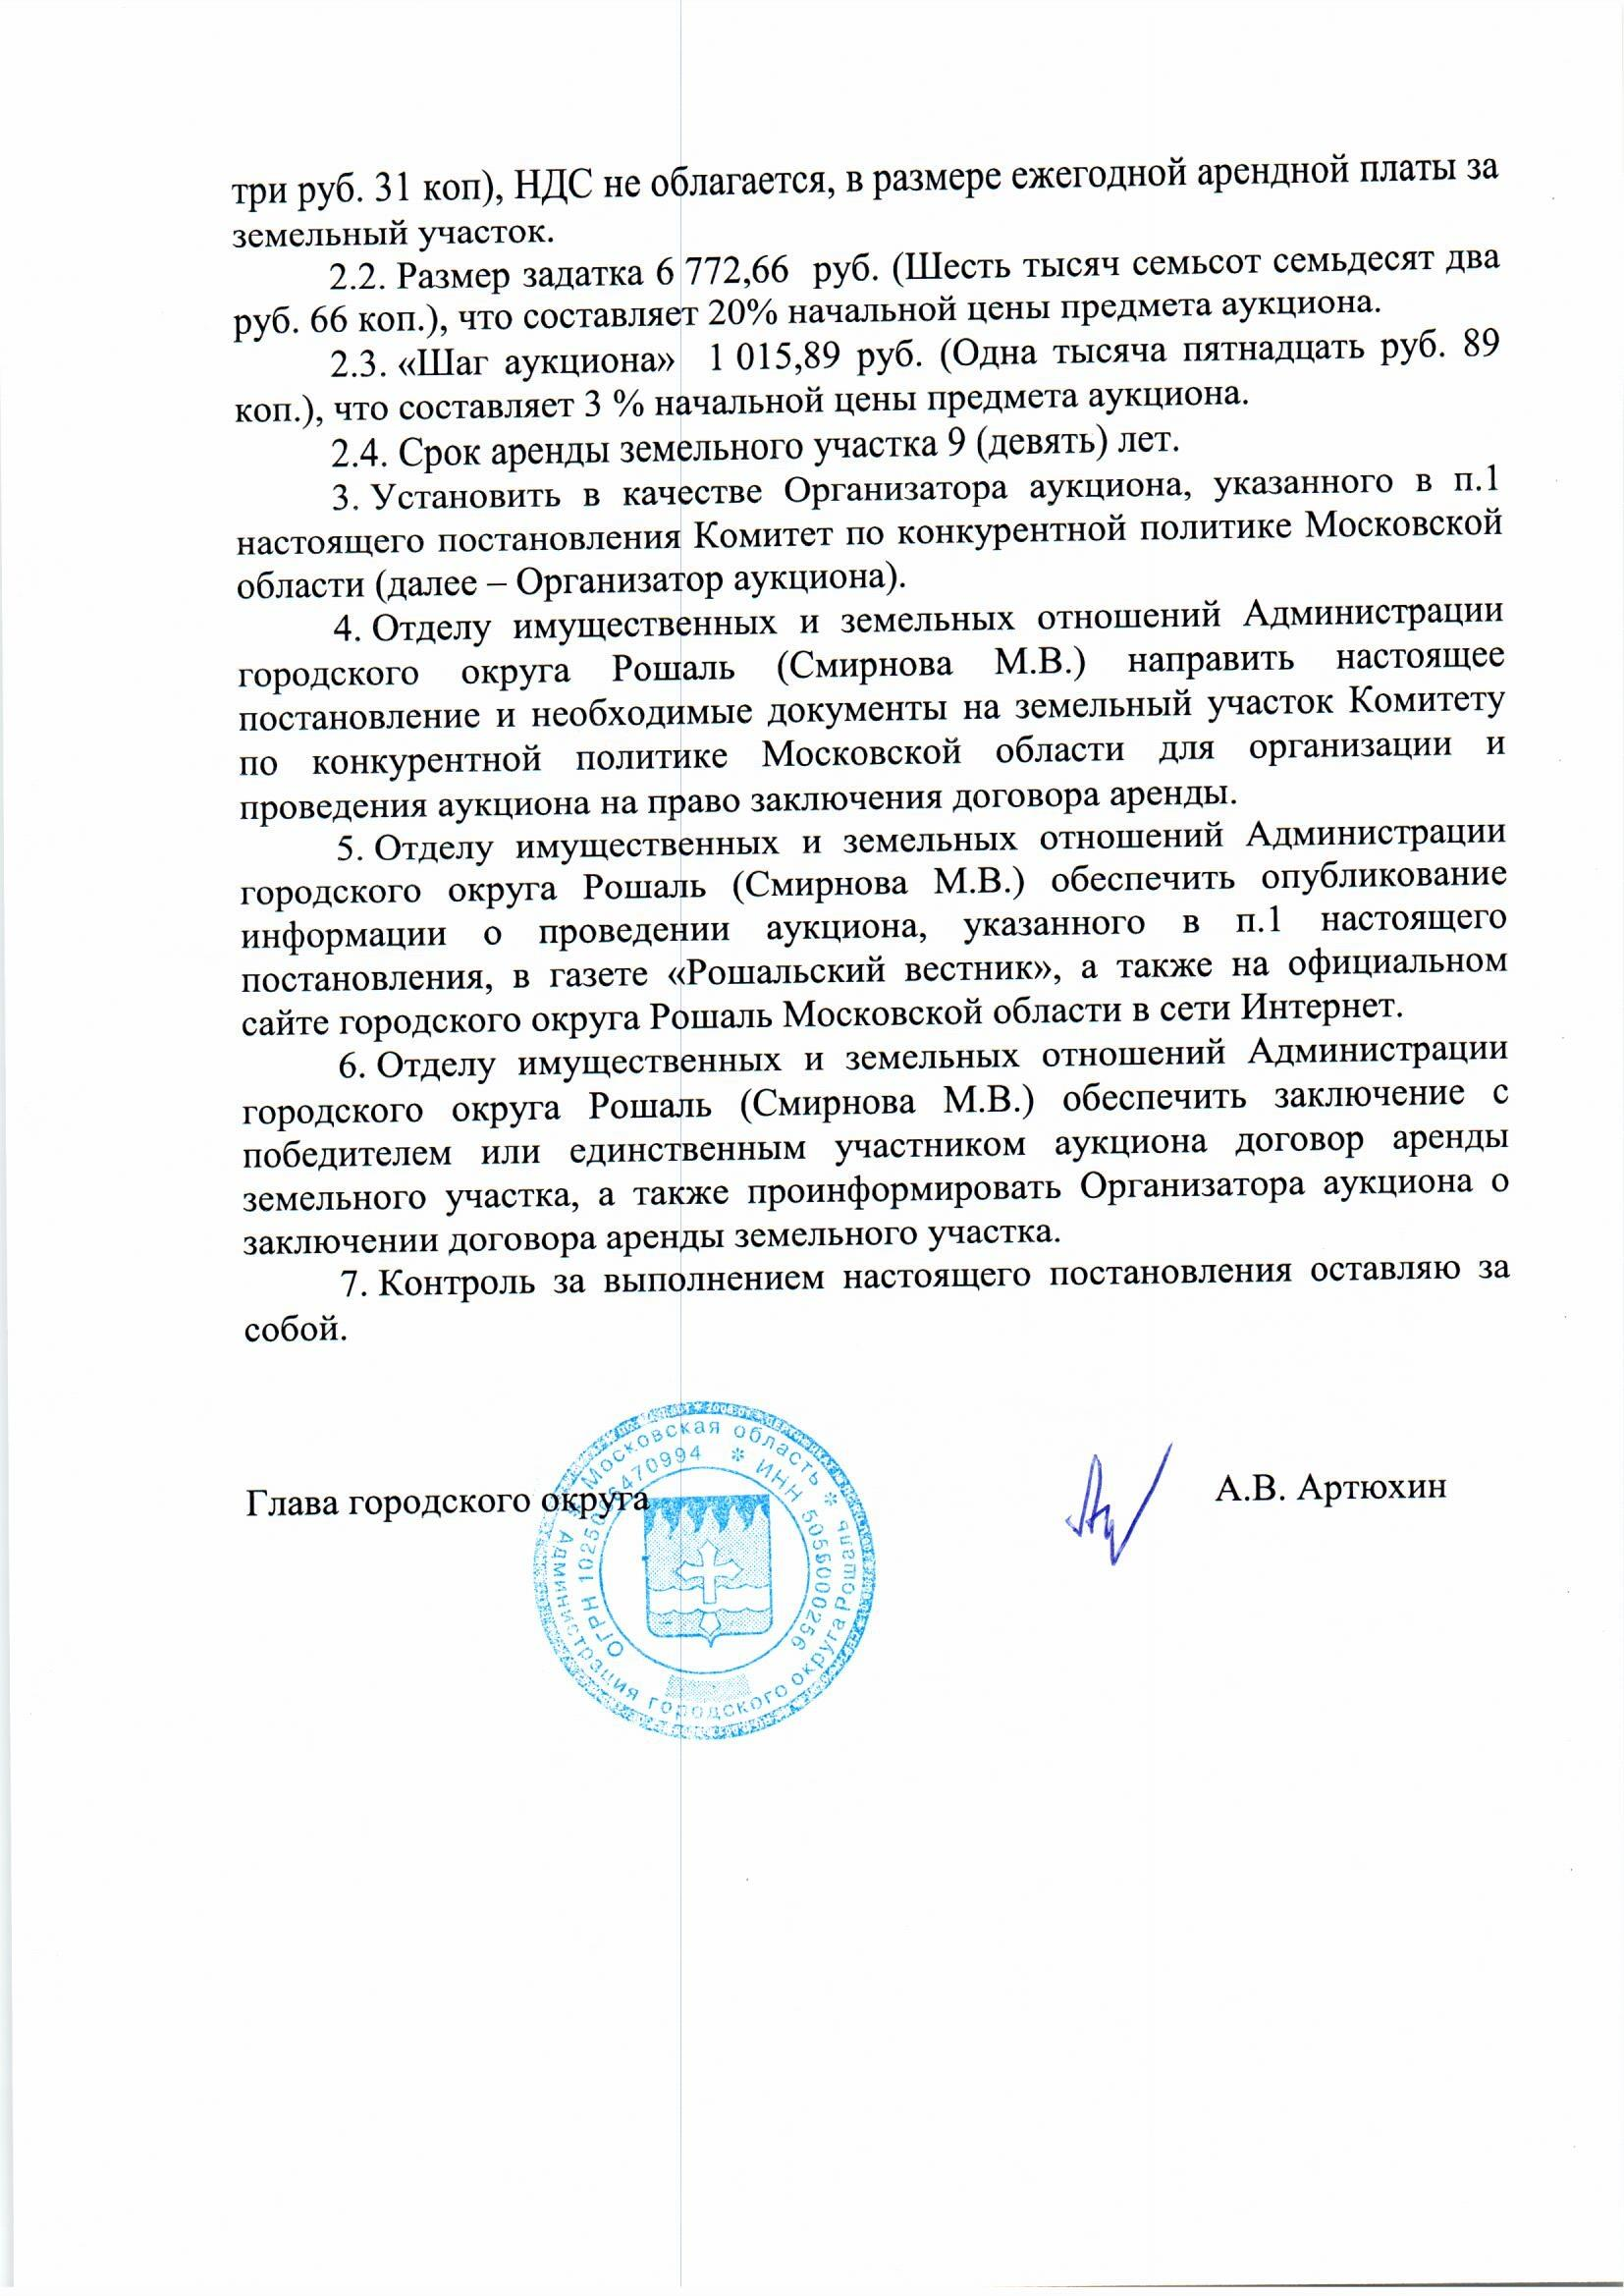 три руб. 31 коп), НДС не облагается, в размере ежегодной арендной платы за
земельный участок.
2.2. Размер задатка 6 772,66 руб. (Шесть тысяч семьсот семьдесят два
руб. 66 коп.), что составляет 20% начальной цены предмета аукциона.
2.3. «Шаг аукциона» 1 015,89 руб. (Одна тысяча пятнадцать руб. 89
коп.), что составляет 3 % начальной цены предмета аукциона.
2.4. Срок аренды земельного участка 9 (девять) лет.
3. Установить в качестве Организатора аукциона, указанного в п.1
настоящего постановления Комитет по конкурентной политике Московской
области (далее – Организатор аукциона).
4. Отделу имущественных и земельных отношений Администрации
городского округа Рошаль (Смирнова М.В.) направить настоящее
постановление и необходимые документы на земельный участок Комитету
по конкурентной политике Московской области для организации и
проведения аукциона на право заключения договора аренды.
5. Отделу имущественных и земельных отношений Администрации
городского округа Рошаль (Смирнова М.В.) обеспечить опубликование
информации о проведении аукциона, указанного в п.1 настоящего
постановления, в газете «Рошальский вестник», а также на официальном
сайте городского округа Рошаль Московской области в сети Интернет.
6. Отделу имущественных и земельных отношений Администрации
городского округа Рошаль (Смирнова М.В.) обеспечить заключение с
победителем или единственным участником аукциона договор аренды
земельного участка, а также проинформировать Организатора аукциона о
заключении договора аренды земельного участка.
7. Контроль за выполнением настоящего постановления оставляю за
собой.
Глава городского округа
А.В. Артюхин
Московская область * Администрация городского округа Рошаль
* ИНН 5055000256
ОГРН